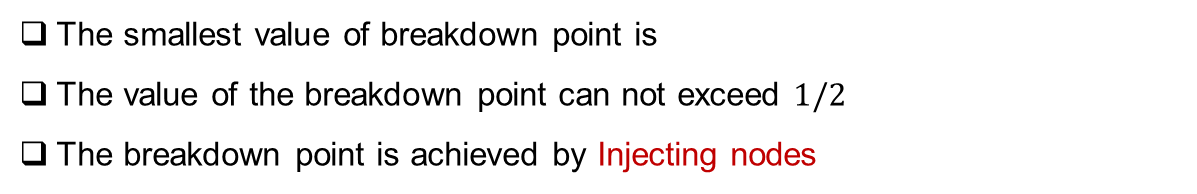 ❑ The smallest value of breakdown point is
❑ The value of the breakdown point can not exceed 1/2
❑ The breakdown point is achieved by Injecting nodes